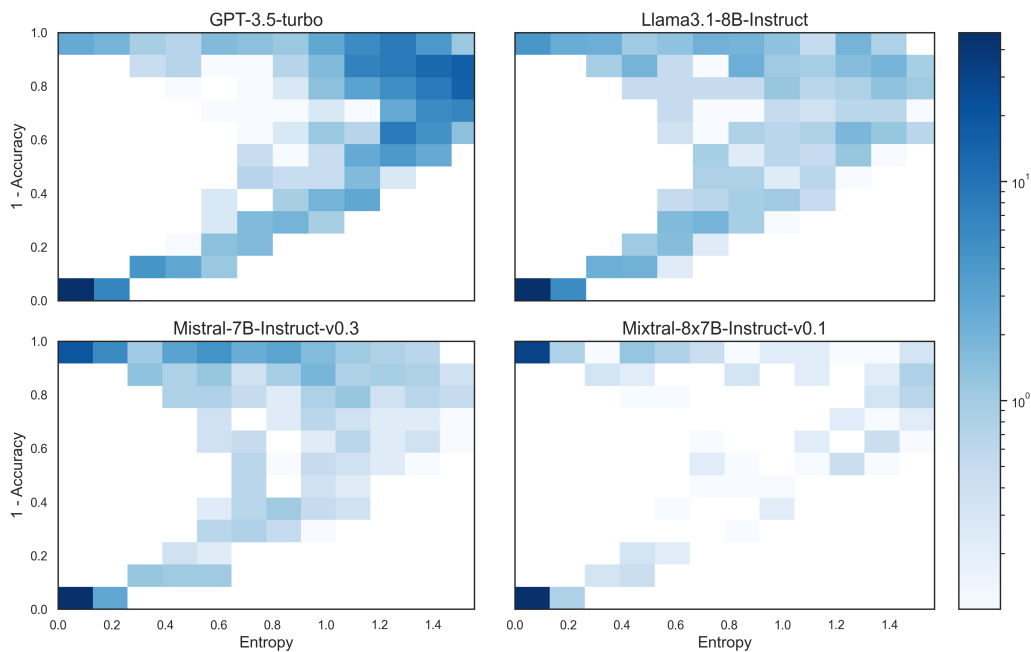 GPT-3.5-turbo
Llama3.1-8B-Instruct
1.0
0.8
0.6
0.4
0.2
0.0
1 - Accuracy
10¹
10⁰
Mistral-7B-Instruct-v0.3
Mixtral-8x7B-Instruct-v0.1
1.0
0.8
0.6
0.4
0.2
0.0
1 - Accuracy
0.0 0.2 0.4 0.6 0.8 1.0 1.2 1.4
0.0 0.2 0.4 0.6 0.8 1.0 1.2 1.4
Entropy
Entropy